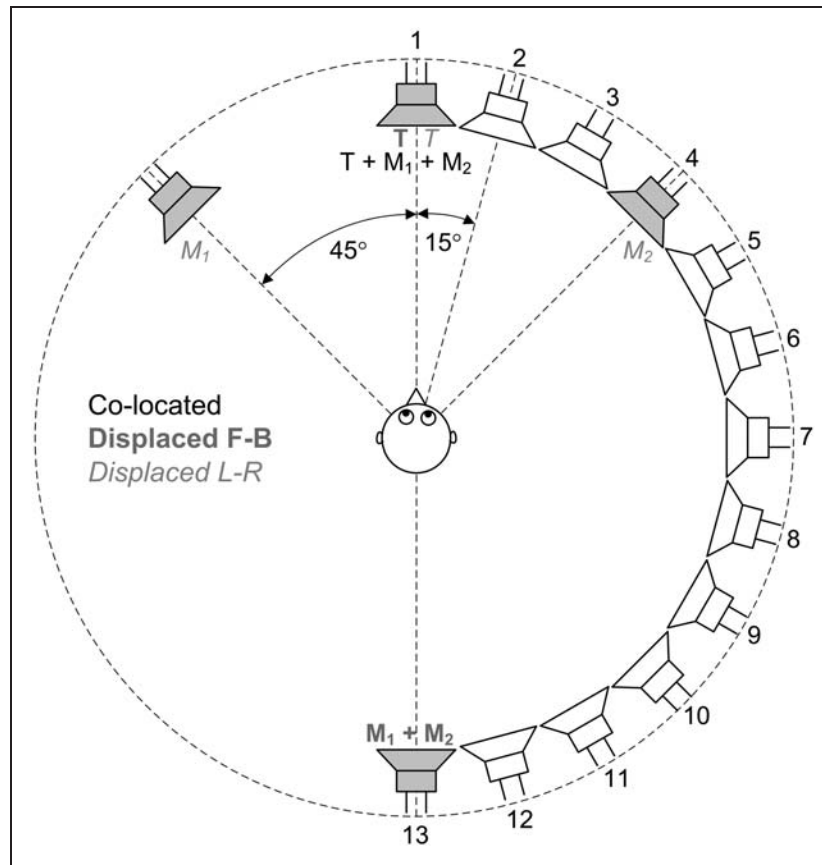 1
2
3
4
T T
T + M₁ + M₂
45°
15°
M₁
M₂
5
6
Co-located
Displaced F-B
Displaced L-R
7
8
9
10
M₁ + M₂
11
12
13